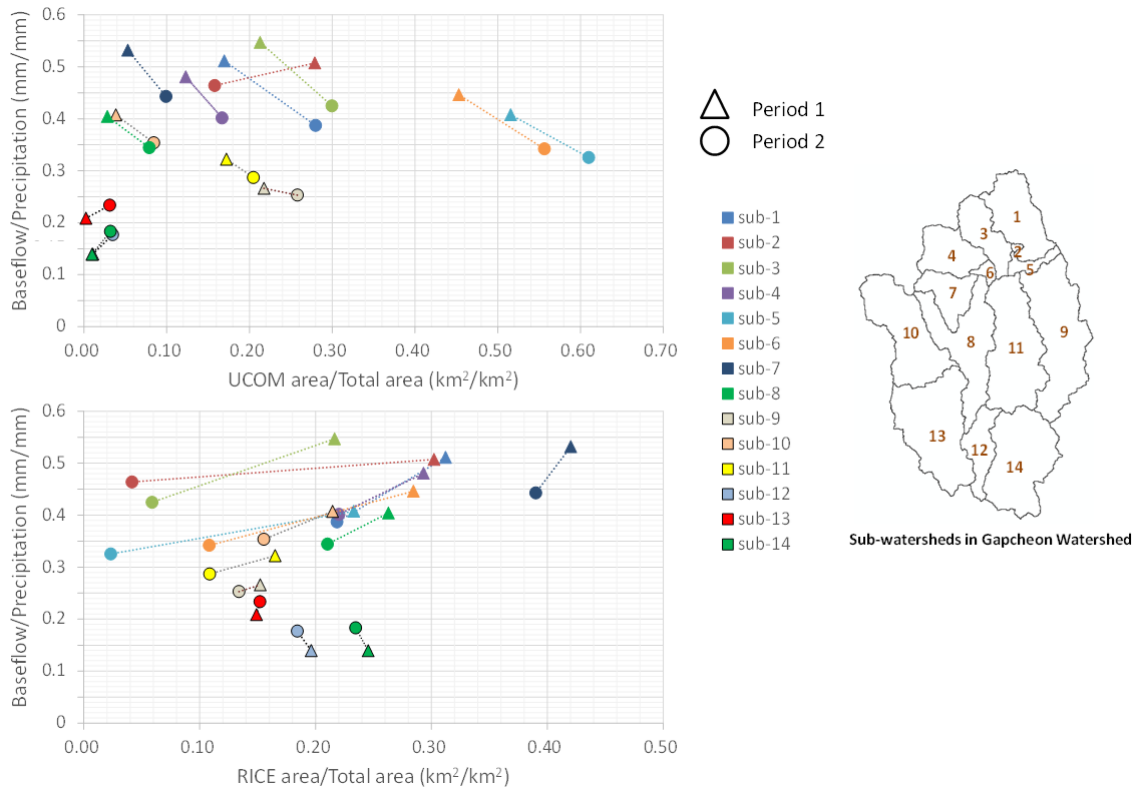 0.6
0.5
0.4
0.3
0.2
0.1
0
Baseflow/Precipitation (mm/mm)
0.00 0.10 0.20 0.30 0.40 0.50 0.60 0.70
UCOM area/Total area (km²/km²)
0.6
0.5
0.4
0.3
0.2
0.1
0
Baseflow/Precipitation (mm/mm)
0.00 0.10 0.20 0.30 0.40 0.50
RICE area/Total area (km²/km²)
Period 1
Period 2
sub-1
sub-2
sub-3
sub-4
sub-5
sub-6
sub-7
sub-8
sub-9
sub-10
sub-11
sub-12
sub-13
sub-14
1
3
2
4
5
6
7
9
10
8
11
13
12
14
Sub-watersheds in Gapcheon Watershed